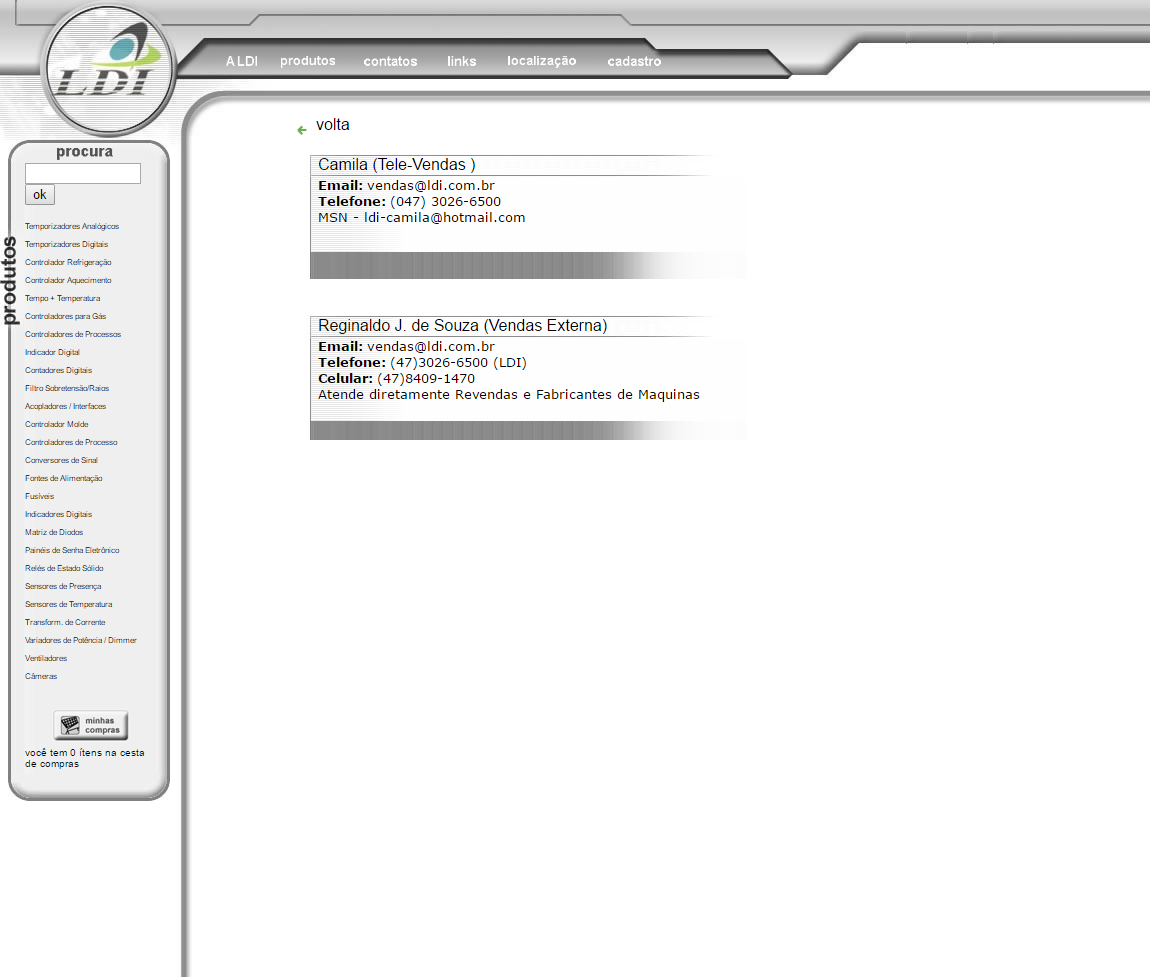 LDI
A LDI produtos contatos links localização cadastro
procura
ok
produtos
Temporizadores Analógicos
Temporizadores Digitais
Controlador Refrigeração
Controlador Aquecimento
Tempo + Temperatura
Controladores para Gás
Controladores de Processos
Indicador Digital
Contadores Digitais
Filtro Sobretensão/Raios
Acopladores / Interfaces
Controlador Molde
Controladores de Processo
Conversores de Sinal
Fontes de Alimentação
Fusíveis
Indicadores Digitais
Matriz de Diodos
Painéis de Senha Eletrônico
Relés de Estado Sólido
Sensores de Presença
Sensores de Temperatura
Transform. de Corrente
Variadores de Potência / Dimmer
Ventiladores
Câmeras
minhas
compras
você tem 0 ítens na cesta
de compras
volta
Camila (Tele-Vendas )
Email: vendas@ldi.com.br
Telefone: (047) 3026-6500
MSN - ldi-camila@hotmail.com
Reginaldo J. de Souza (Vendas Externa)
Email: vendas@ldi.com.br
Telefone: (47)3026-6500 (LDI)
Celular: (47)8409-1470
Atende diretamente Revendas e Fabricantes de Maquinas